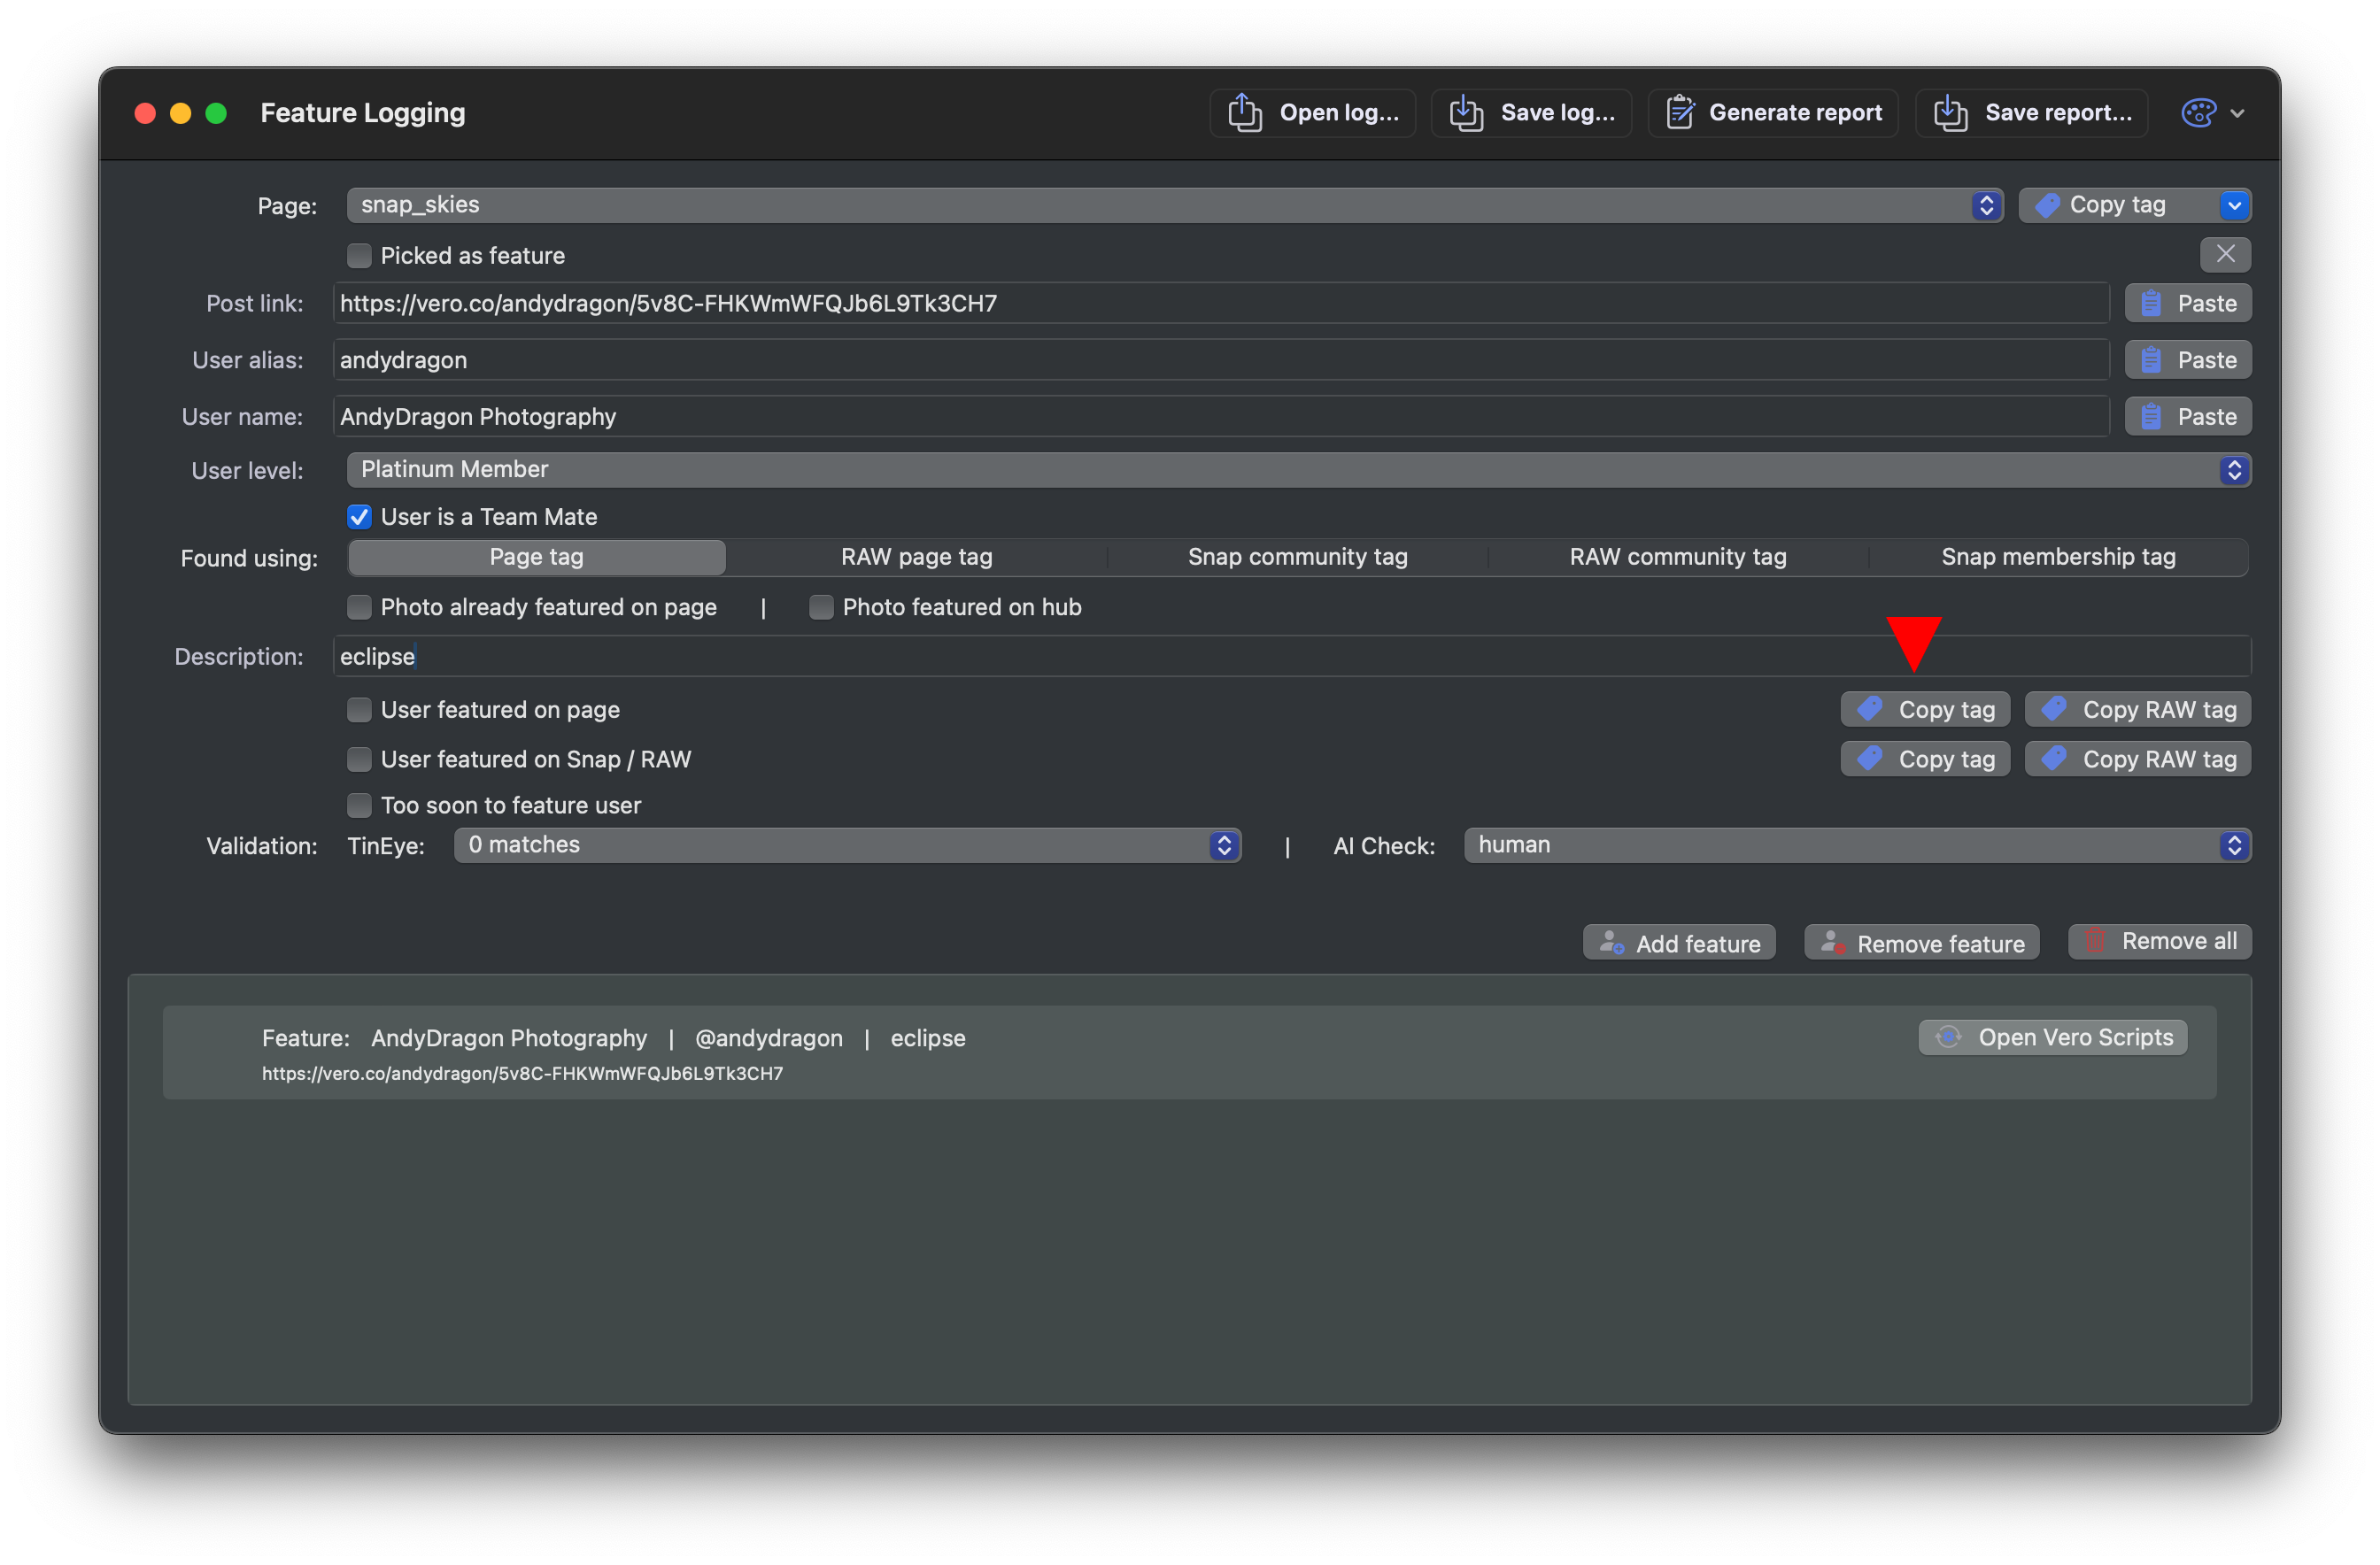 Feature Logging Open log... Save log... Generate report Save report...
Page: snap_skies Copy tag
Picked as feature
Post link: https://vero.co/andydragon/5v8C-FHKWmWFQJb6L9Tk3CH7 Paste
User alias: andydragon Paste
User name: AndyDragon Photography Paste
User level: Platinum Member
User is a Team Mate
Found using: Page tag RAW page tag Snap community tag RAW community tag Snap membership tag
Photo already featured on page | Photo featured on hub
Description: eclipse
User featured on page Copy tag Copy RAW tag
User featured on Snap / RAW Copy tag Copy RAW tag
Too soon to feature user
Validation: TinEye: 0 matches | AI Check: human
Add feature Remove feature Remove all
Feature: AndyDragon Photography | @andydragon | eclipse Open Vero Scripts
https://vero.co/andydragon/5v8C-FHKWmWFQJb6L9Tk3CH7